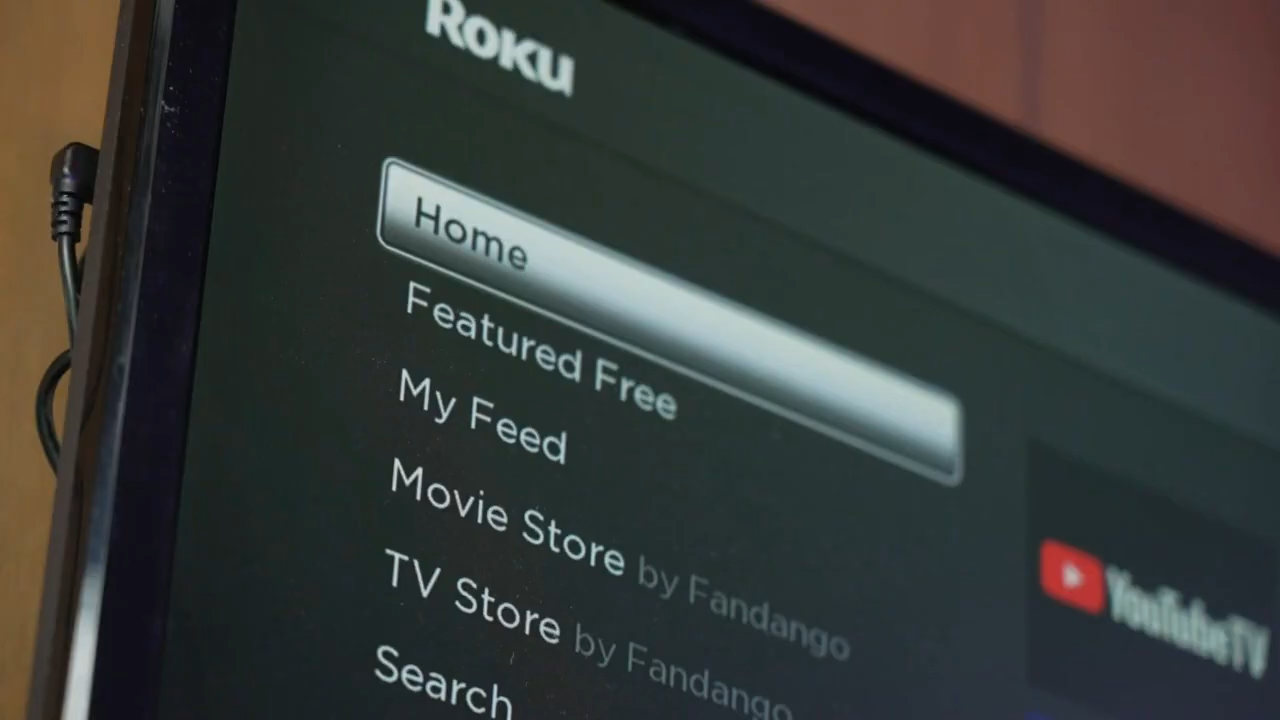 Roku
Home
Featured Free
My Feed
Movie Store by Fandango
TV Store by Fandango
Search
YouTubeTV